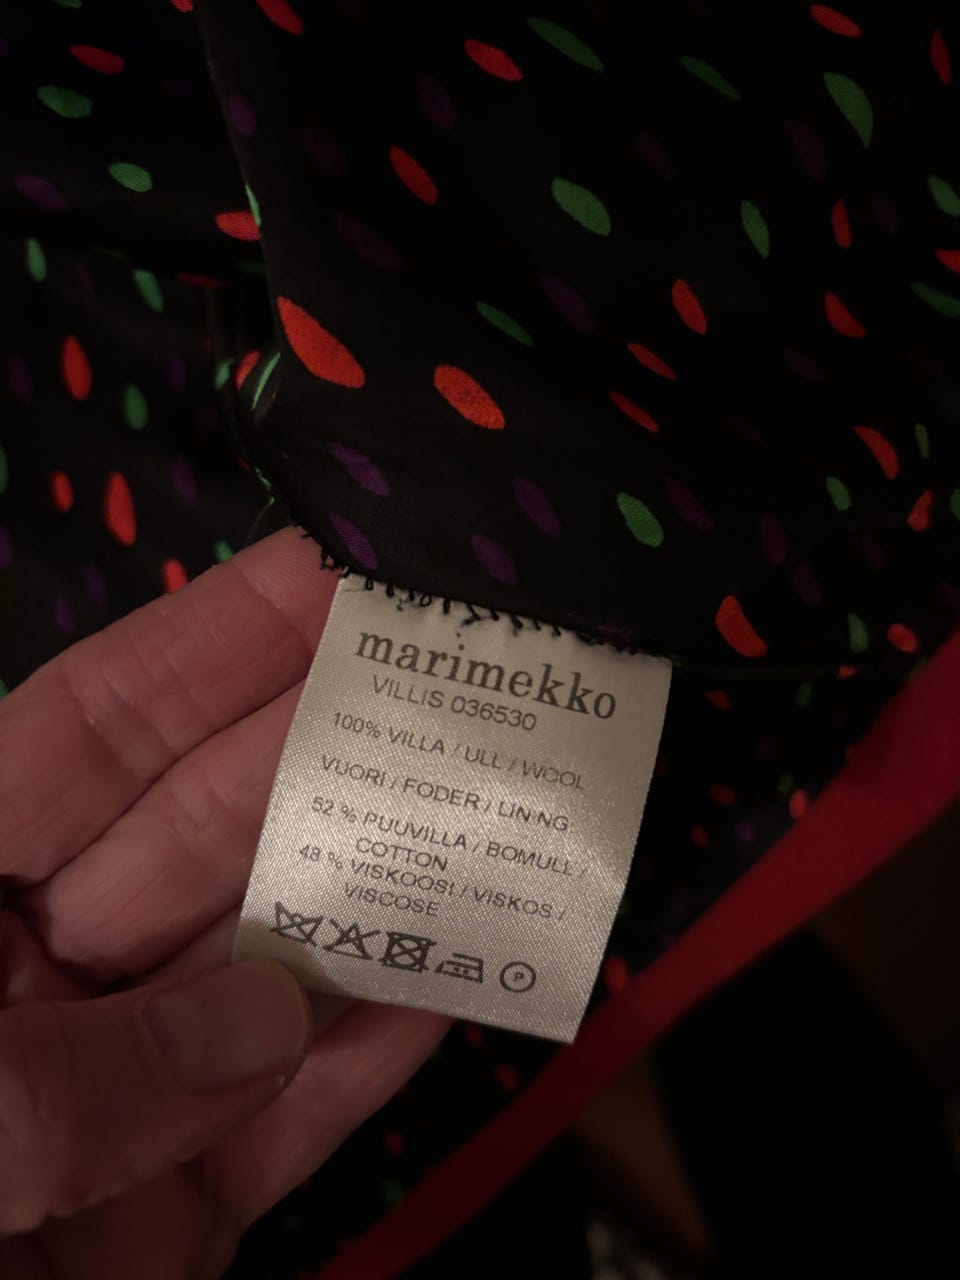 marimekko
VILLIS 036530
100% VILLA / ULL / WOOL
VUORI / FODER / LINING
52 % PUUVILLA / BOMULL /
COTTON
48 % VISKOOSI / VISKOS /
VISCOSE
P